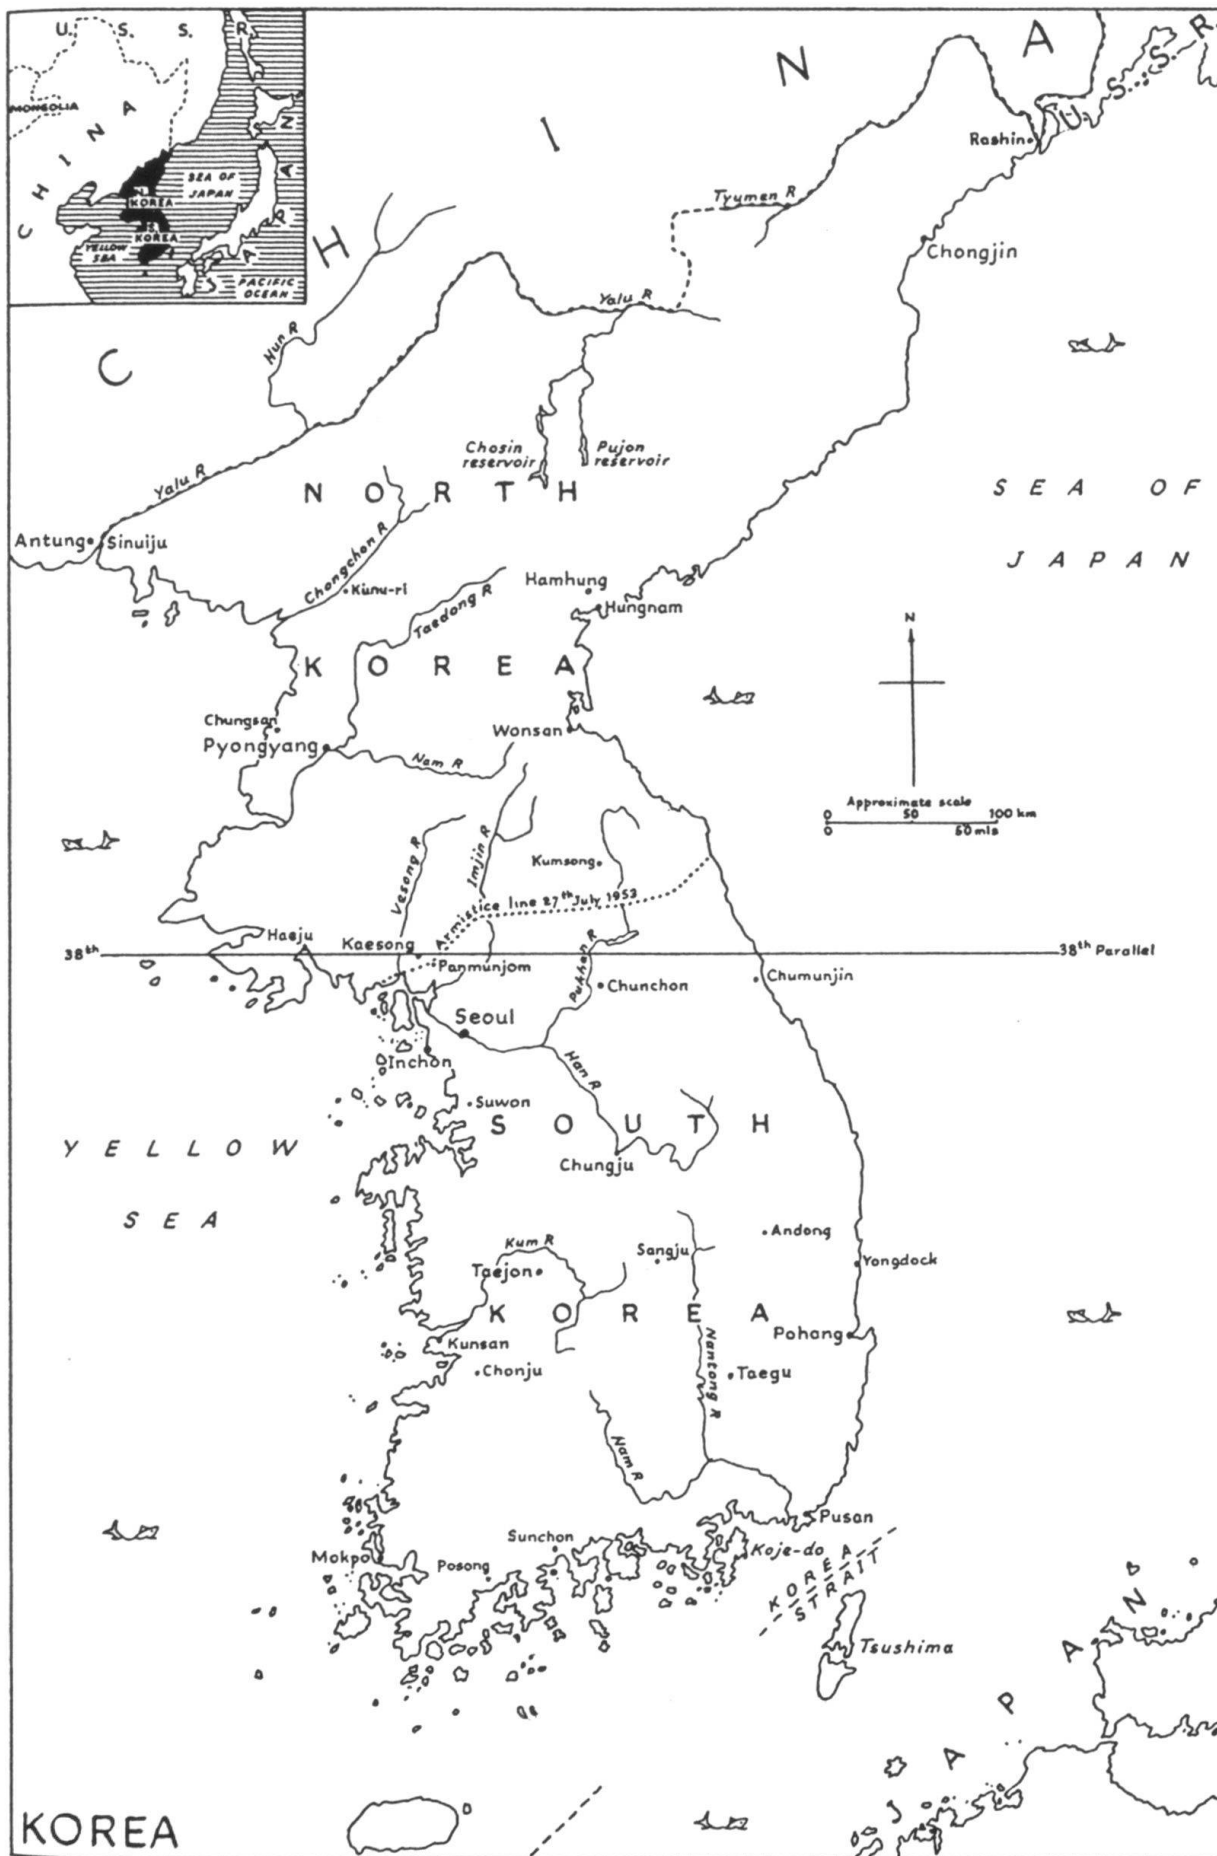 U. S. S. R.
MONGOLIA
CHINA
N.
KOREA
S.
KOREA
SEA OF
JAPAN
YELLOW
SEA
JAPAN
PACIFIC
OCEAN
CHINA
U.S.S.R.
Rashin
Tyumen R
Chongjin
Yalu R
Hun R
Chosin
reservoir
Pujon
reservoir
Yalu R
NORTH
SEA OF
JAPAN
Antung
Sinuiju
Chongchon R
Kunu-ri
Hamhung
Hungnam
Taedong R
N
KOREA
Chungsan
Pyongyang
Wonsan
Nam R
Approximate scale
0 50 100 km
0 60 mls
Yesong R
Imjin R
Kumsong
Armistice line 27th July 1953
Haeju
Kaesong
38th
38th Parallel
Panmunjom
Pukhan R
Chunchon
Chumunjin
Seoul
Inchon
Han R
Suwon
SOUTH
YELLOW
SEA
Chungju
Andong
Kum R
Sangju
Yongdock
Taejon
KOREA
Pohang
Kunsan
Chonju
Naktong R
Taegu
Nam R
Pusan
Sunchon
Koje-do
KOREA
STRAIT
Mokpo
Posong
Tsushima
JAPAN
KOREA